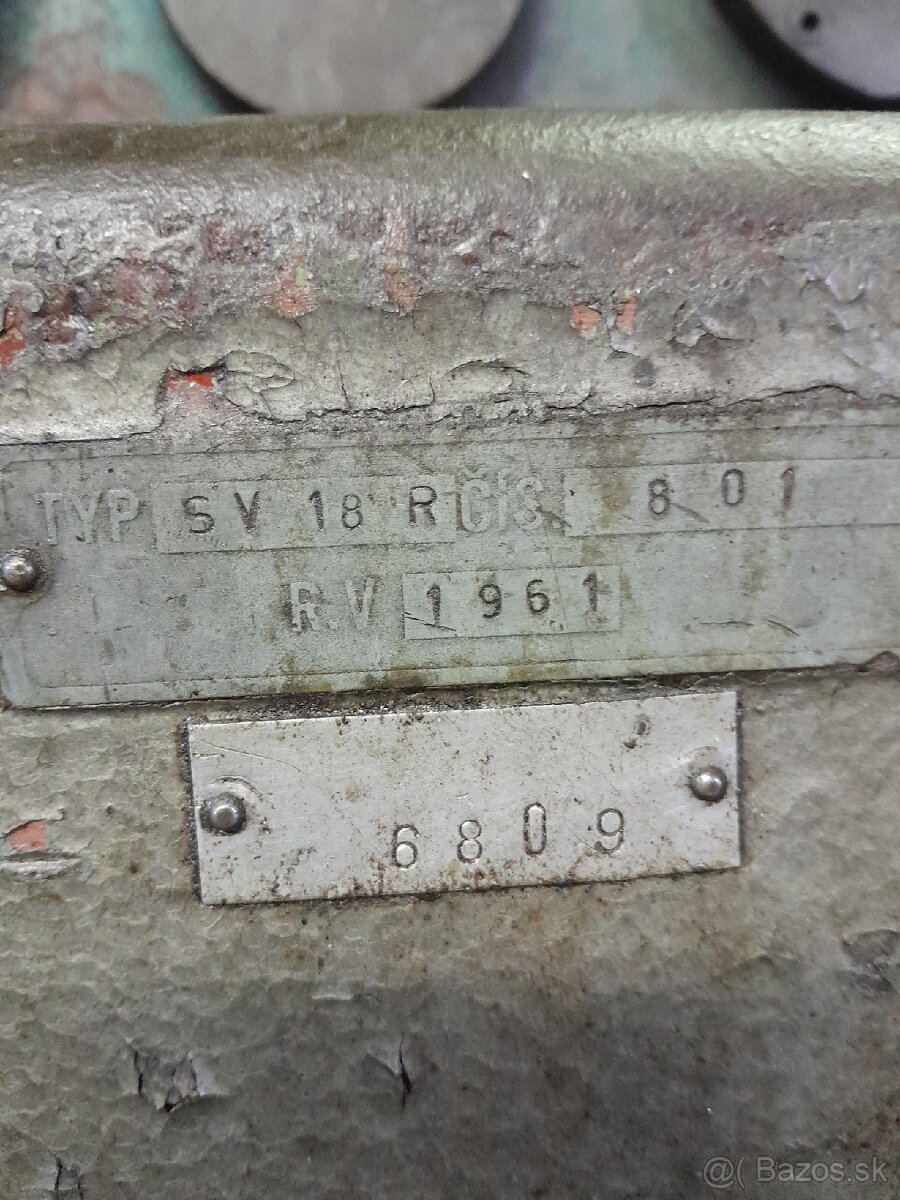 TYP SV 18 R ČÍS. 801
R.V 1961
6809
@( Bazos.sk